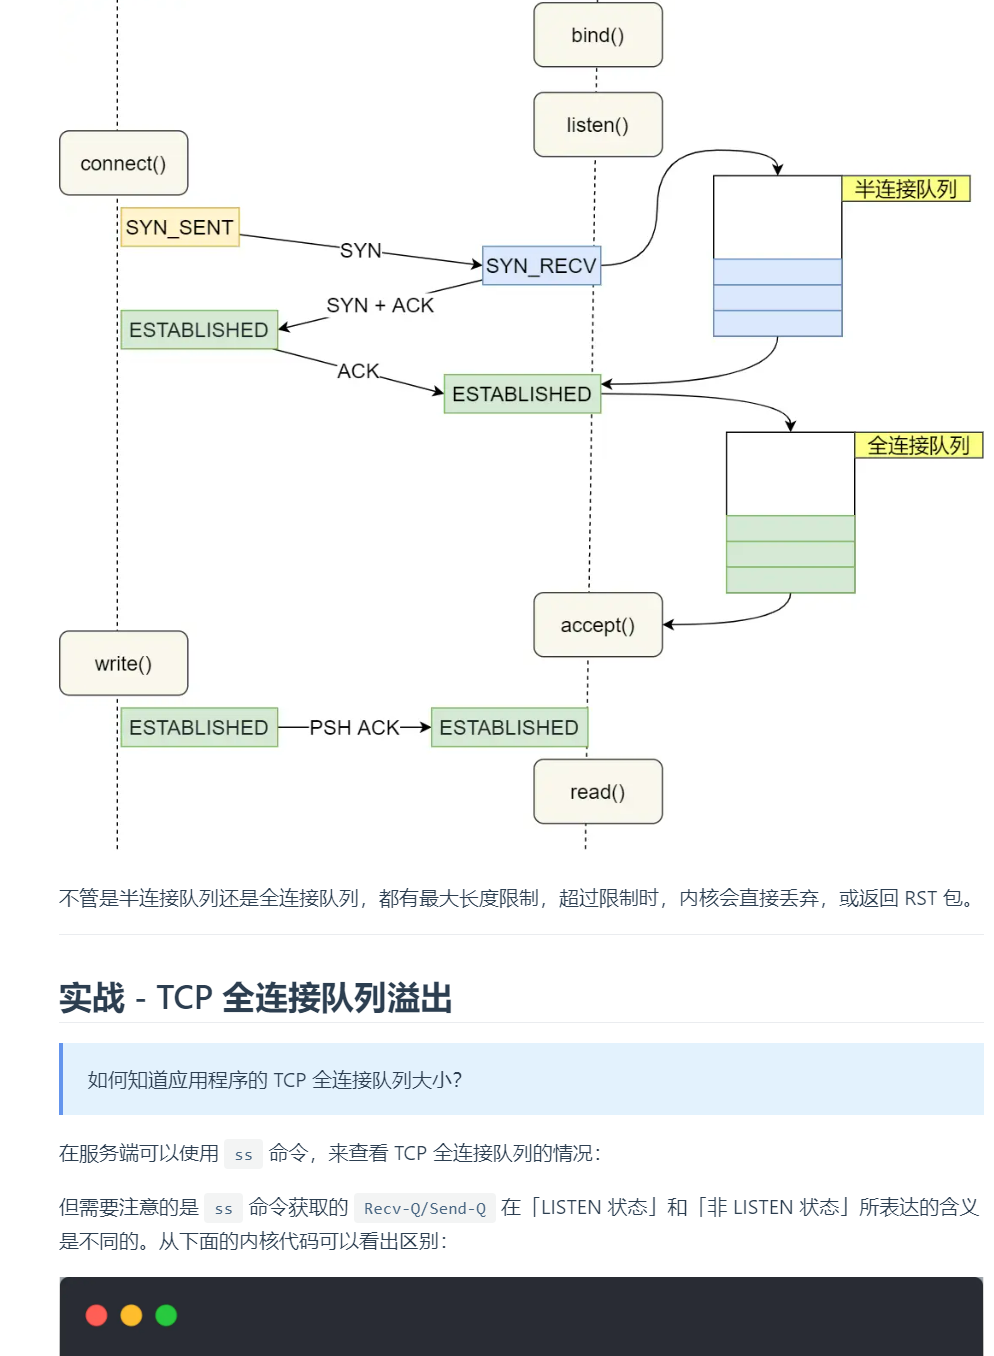 bind()
listen()
connect()
半连接队列
SYN_SENT
SYN
SYN_RECV
SYN + ACK
ESTABLISHED
ACK
ESTABLISHED
全连接队列
accept()
write()
ESTABLISHED
PSH ACK
ESTABLISHED
read()
不管是半连接队列还是全连接队列，都有最大长度限制，超过限制时，内核会直接丢弃，或返回 RST 包。
实战 - TCP 全连接队列溢出
如何知道应用程序的 TCP 全连接队列大小？
在服务端可以使用 ss 命令，来查看 TCP 全连接队列的情况：
但需要注意的是 ss 命令获取的 Recv-Q/Send-Q 在「LISTEN 状态」和「非 LISTEN 状态」所表达的含义
是不同的。从下面的内核代码可以看出区别：